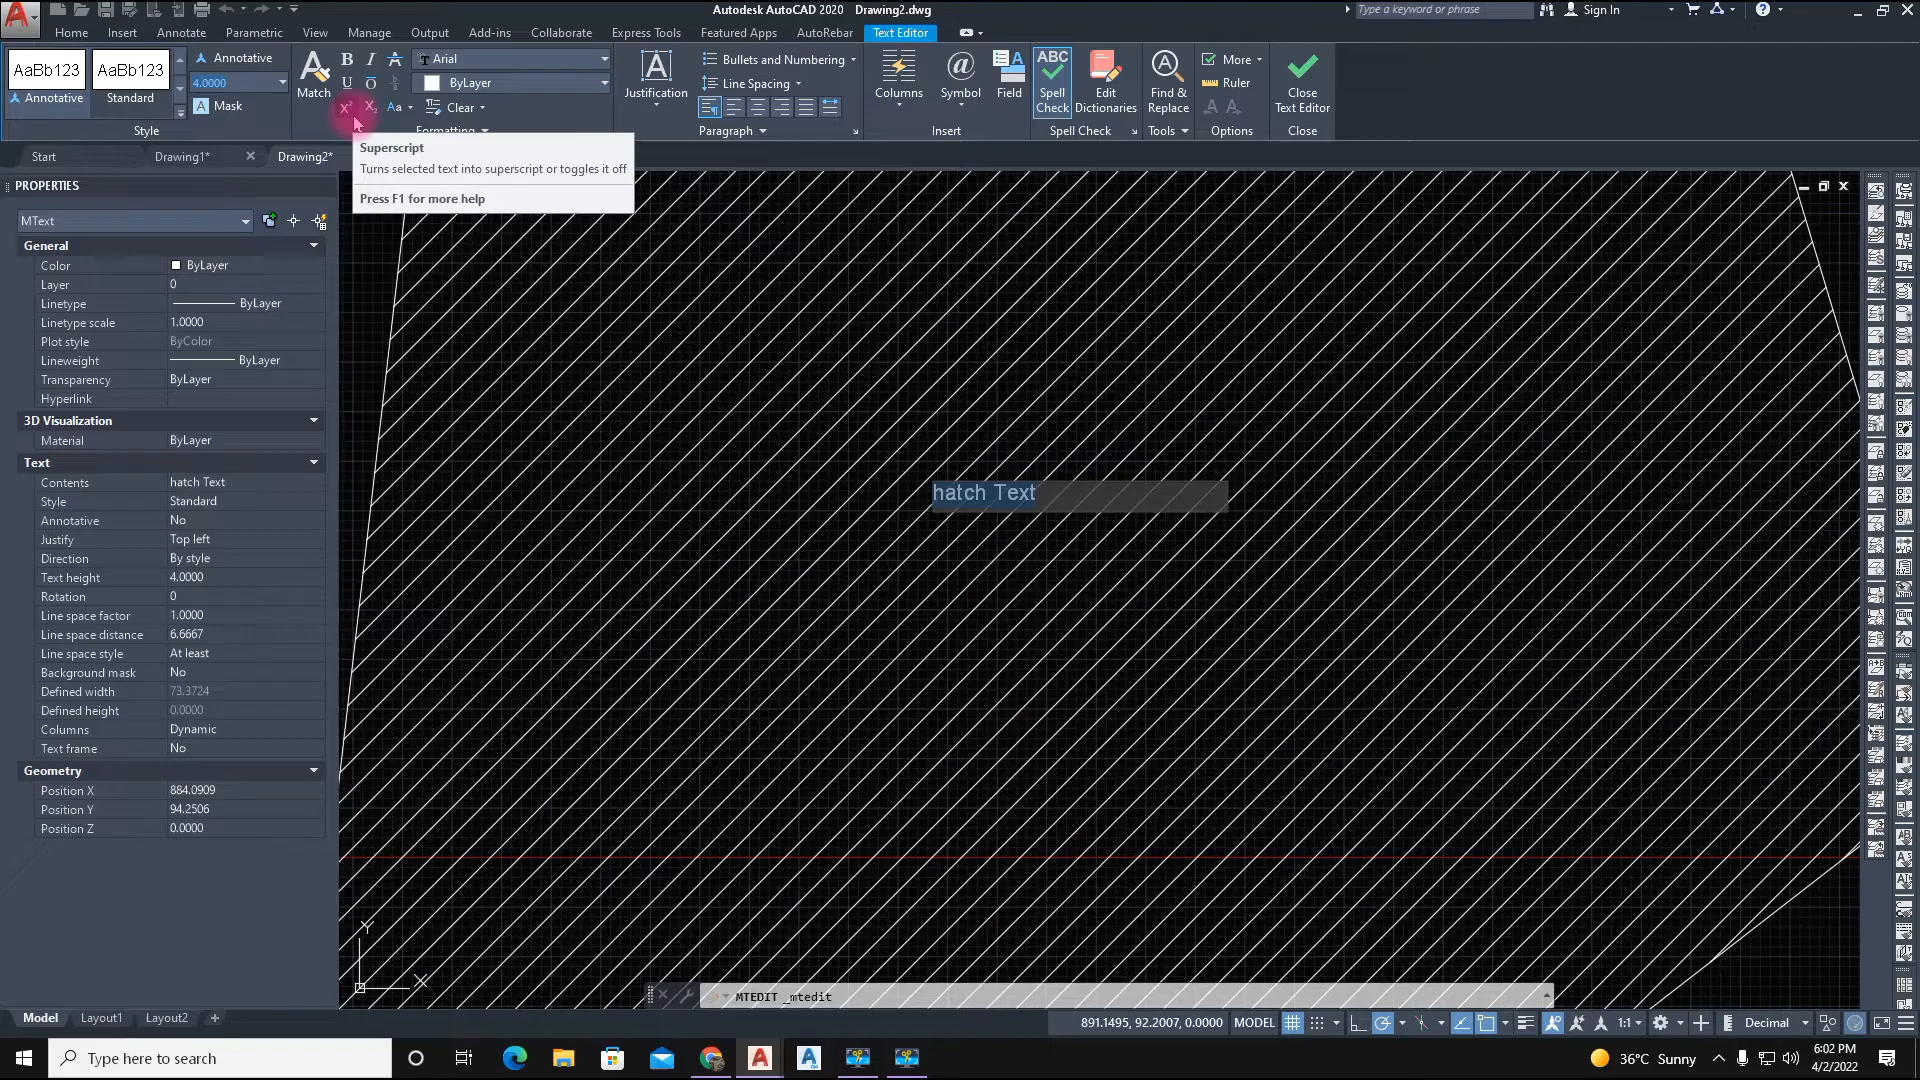 Autodesk AutoCAD 2020 Drawing2.dwg
Type a keyword or phrase
Sign In
Home Insert Annotate Parametric View Manage Output Add-ins Collaborate Express Tools Featured Apps AutoRebar Text Editor
AaBb123 AaBb123
Annotative Standard
Annotative
4.0000
Mask
Style
Match
B I A
U O
X² X₂ Aa
Arial
ByLayer
Clear
Formatting
Justification
Bullets and Numbering
Line Spacing
Paragraph
Columns
Symbol
Field
Insert
ABC
Spell Check
Edit Dictionaries
Spell Check
Find & Replace
Tools
More
Ruler
Options
Close Text Editor
Close
Start Drawing1* Drawing2*
Superscript
Turns selected text into superscript or toggles it off
Press F1 for more help
PROPERTIES
MText
General
Color ByLayer
Layer 0
Linetype ByLayer
Linetype scale 1.0000
Plot style ByColor
Lineweight ByLayer
Transparency ByLayer
Hyperlink
3D Visualization
Material ByLayer
Text
Contents hatch Text
Style Standard
Annotative No
Justify Top left
Direction By style
Text height 4.0000
Rotation 0
Line space factor 1.0000
Line space distance 6.6667
Line space style At least
Background mask No
Defined width 73.3724
Defined height 0.0000
Columns Dynamic
Text frame No
Geometry
Position X 884.0909
Position Y 94.2506
Position Z 0.0000
hatch Text
Y
X
MTEDIT _mtedit
Model Layout1 Layout2 +
891.1495, 92.2007, 0.0000 MODEL 1:1 Decimal
Type here to search
36°C Sunny
6:02 PM
4/2/2022